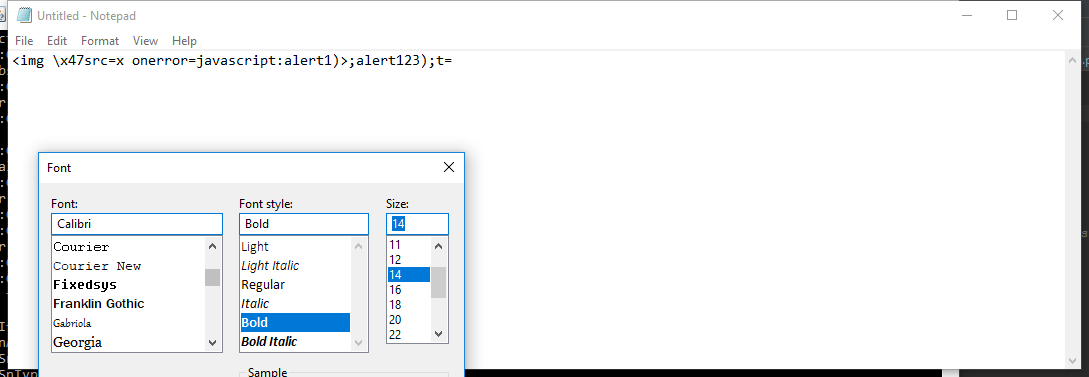 Untitled - Notepad
File Edit Format View Help
<img \x47src=x onerror=javascript:alert1)>;alert123);t=
Font
Font: Font style: Size:
Calibri Bold 14
Courier Light 11
Courier New Light Italic 12
Fixedsys Regular 14
Franklin Gothic Italic 16
Gabriola Bold 18
Georgia Bold Italic 20
22
Sample